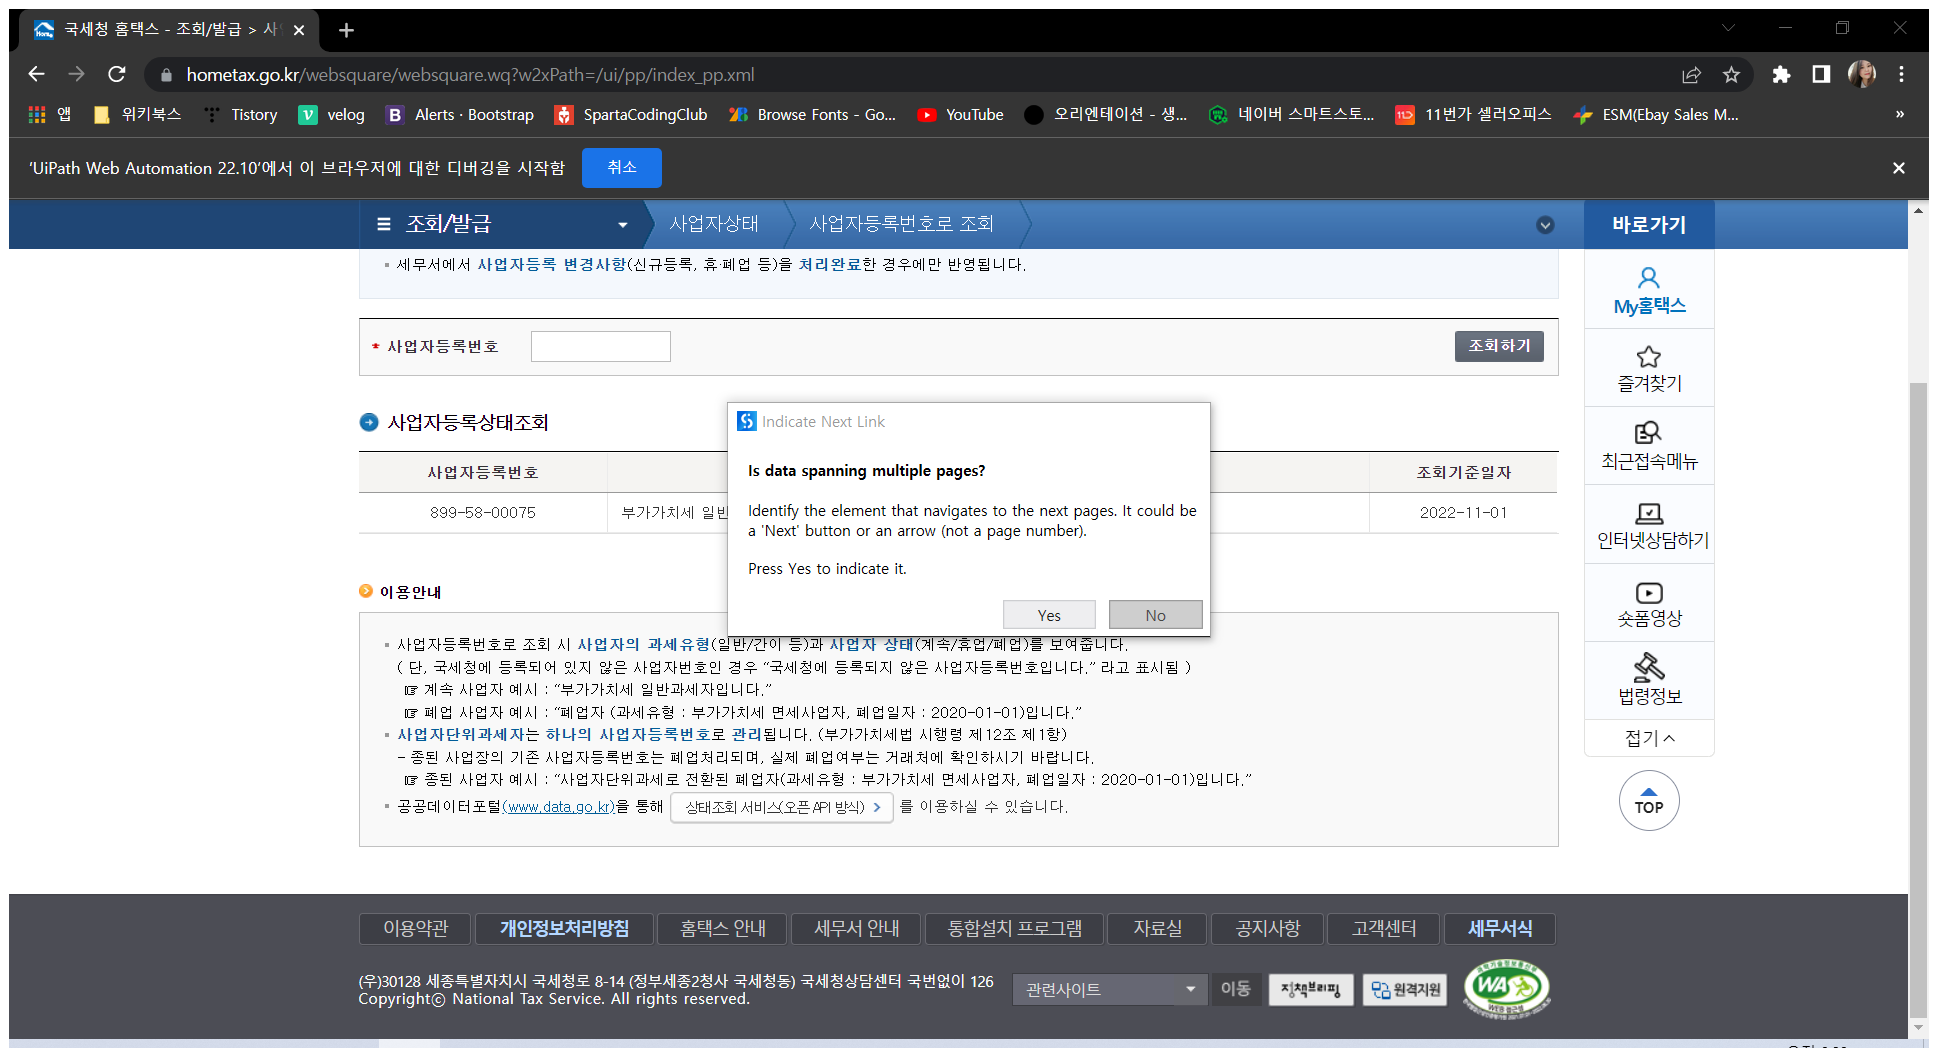 국세청 홈택스 - 조회/발급 > 사
hometax.go.kr/websquare/websquare.wq?w2xPath=/ui/pp/index_pp.xml
앱 위키북스 Tistory velog Alerts · Bootstrap SpartaCodingClub Browse Fonts - Go... YouTube 오리엔테이션 - 생... 네이버 스마트스토... 11번가 셀러오피스 ESM(Ebay Sales M... »
'UiPath Web Automation 22.10'에서 이 브라우저에 대한 디버깅을 시작함 취소
조회/발급 사업자상태 사업자등록번호로 조회 바로가기
세무서에서 사업자등록 변경사항(신규등록, 휴·폐업 등)을 처리완료한 경우에만 반영됩니다.
My홈택스
* 사업자등록번호 조회하기
즐겨찾기
사업자등록상태조회
최근접속메뉴
사업자등록번호 조회기준일자
899-58-00075 부가가치세 일반 2022-11-01
인터넷상담하기
Indicate Next Link
Is data spanning multiple pages?
Identify the element that navigates to the next pages. It could be
a 'Next' button or an arrow (not a page number).
Press Yes to indicate it.
Yes No
이용안내
숏폼영상
사업자등록번호로 조회 시 사업자의 과세유형(일반/간이 등)과 사업자 상태(계속/휴업/폐업)를 보여줍니다.
( 단, 국세청에 등록되어 있지 않은 사업자번호인 경우 "국세청에 등록되지 않은 사업자등록번호입니다." 라고 표시됨 )
☞ 계속 사업자 예시 : "부가가치세 일반과세자입니다."
☞ 폐업 사업자 예시 : "폐업자 (과세유형 : 부가가치세 면세사업자, 폐업일자 : 2020-01-01)입니다."
법령정보
사업자단위과세자는 하나의 사업자등록번호로 관리됩니다. (부가가치세법 시행령 제12조 제1항)
- 종된 사업장의 기존 사업자등록번호는 폐업처리되며, 실제 폐업여부는 거래처에 확인하시기 바랍니다.
접기
☞ 종된 사업자 예시 : "사업자단위과세로 전환된 폐업자(과세유형 : 부가가치세 면세사업자, 폐업일자 : 2020-01-01)입니다."
공공데이터포털(www.data.go.kr)을 통해 상태조회 서비스(오픈 API 방식) > 를 이용하실 수 있습니다.
TOP
이용약관 개인정보처리방침 홈택스 안내 세무서 안내 통합설치 프로그램 자료실 공지사항 고객센터 세무서식
(우)30128 세종특별자치시 국세청로 8-14 (정부세종2청사 국세청동) 국세청상담센터 국번없이 126
Copyrightⓒ National Tax Service. All rights reserved.
관련사이트 이동 정책브리핑 원격지원 WA